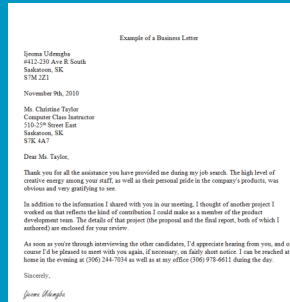 Example of a Business Letter
Ijeoma Udemgba
#412-230 Ave R South
Saskatoon, SK
S7M 2Z1
November 9th, 2010
Ms. Christine Taylor
Computer Class Instructor
510-25th Street East
Saskatoon, SK
S7K 4A7
Dear Ms. Taylor,
Thank you for all the assistance you have provided me during my job search. The high level of
creative energy among your staff, as well as their personal pride in the company's products, was
obvious and very gratifying to see.
In addition to the information I shared with you in our meeting, I thought of another project I
worked on that reflects the kind of contribution I could make as a member of the product
development team. The details of that project (the proposal and the final report, both of which I
authored) are enclosed for your review.
As soon as you're through interviewing the other candidates, I'd appreciate hearing from you, and o
course I'd be pleased to meet with you again, if necessary, on fairly short notice. I can be reached at
home in the evening at (306) 244-7034 as well as at my office (306) 978-6611 during the day.
Sincerely,
Ijeoma Udemgba